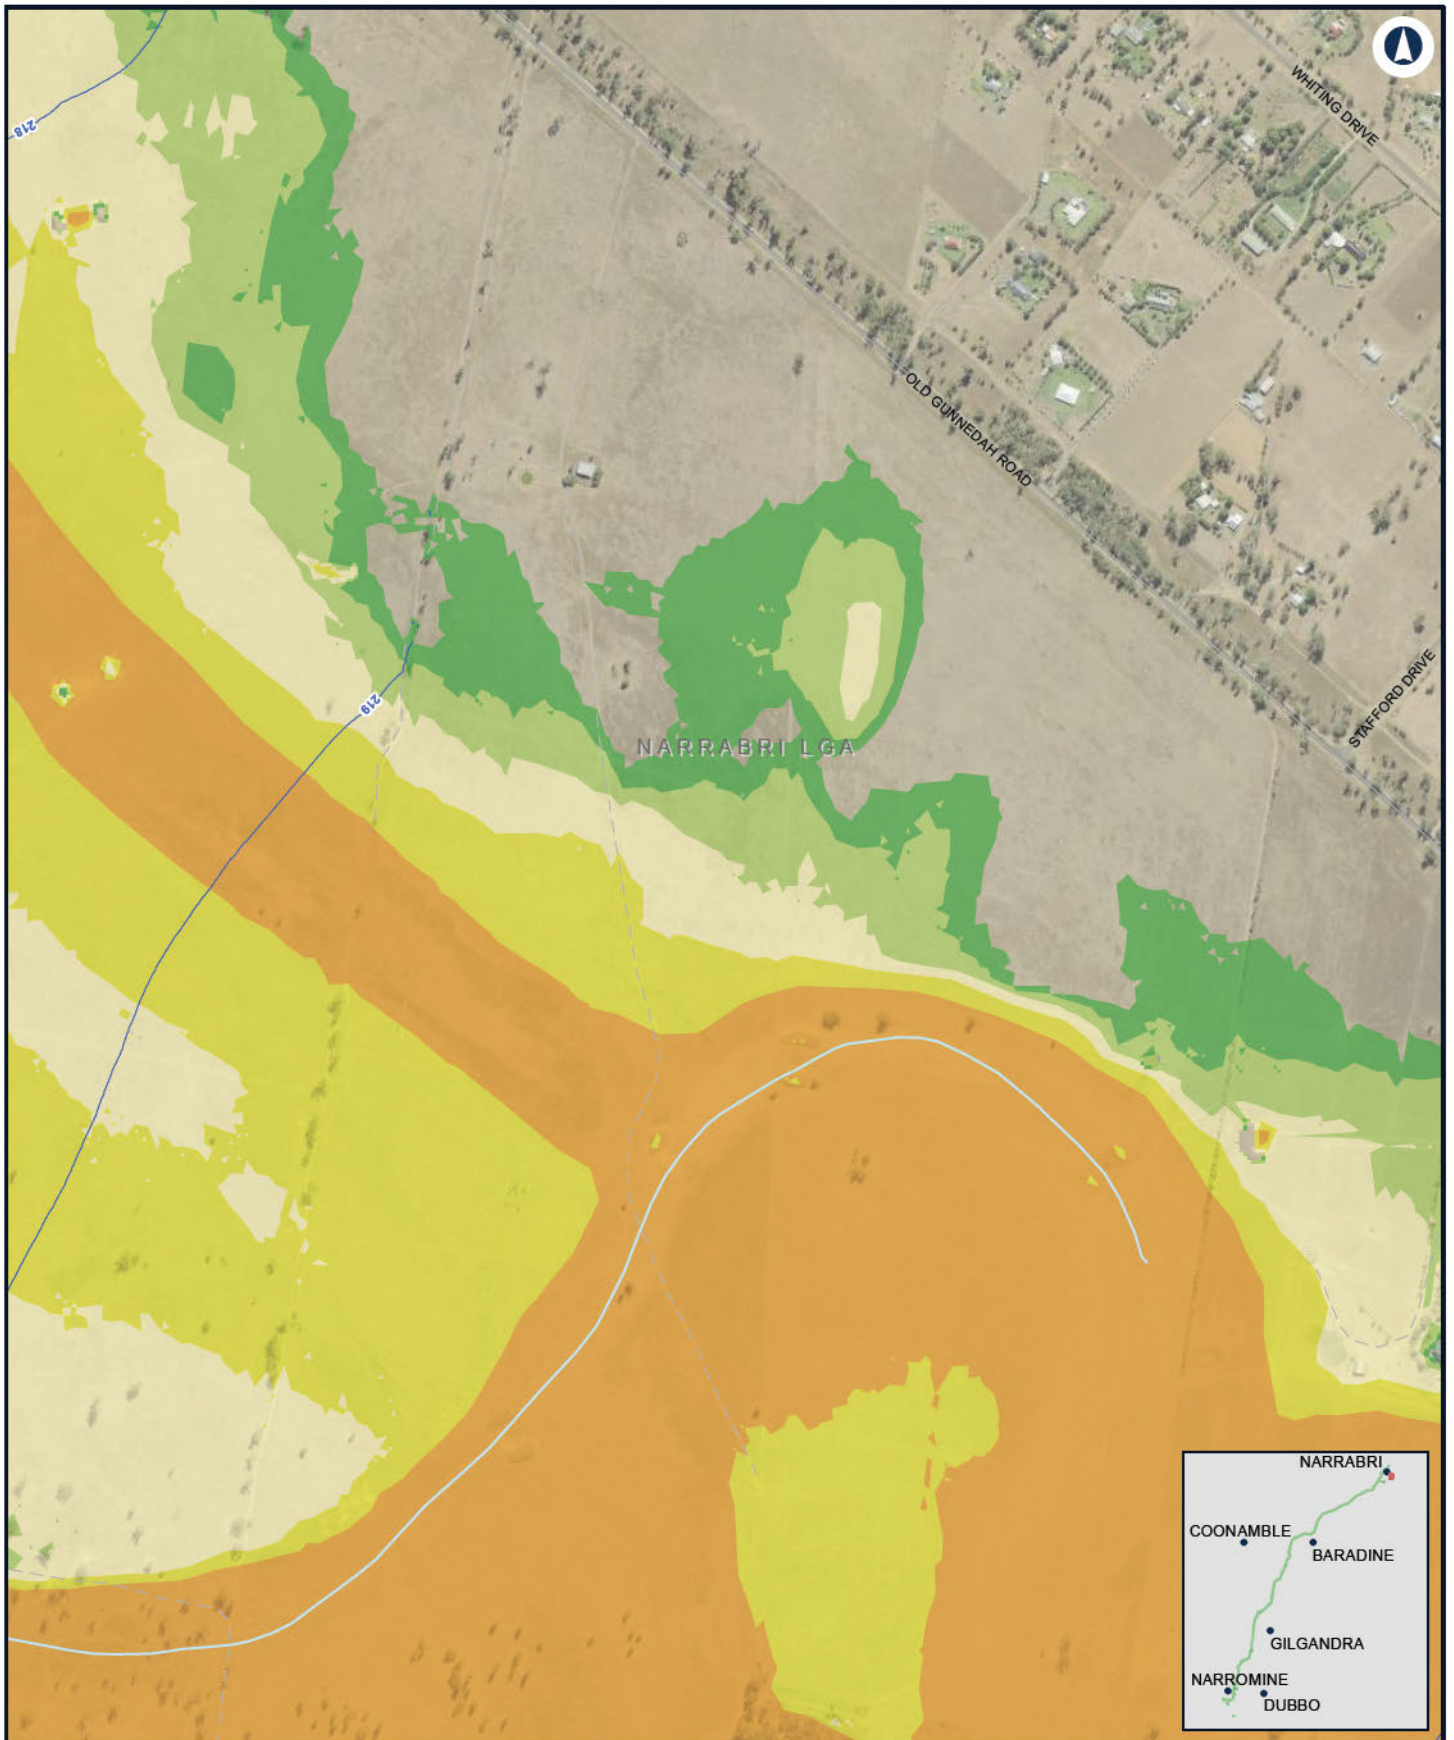 WHITING DRIVE
218
OLD GUNNEDAH ROAD
STAFFORD DRIVE
219
NARRABRI LGA
NARRABRI
COONAMBLE
BARADINE
GILGANDRA
NARROMINE
DUBBO